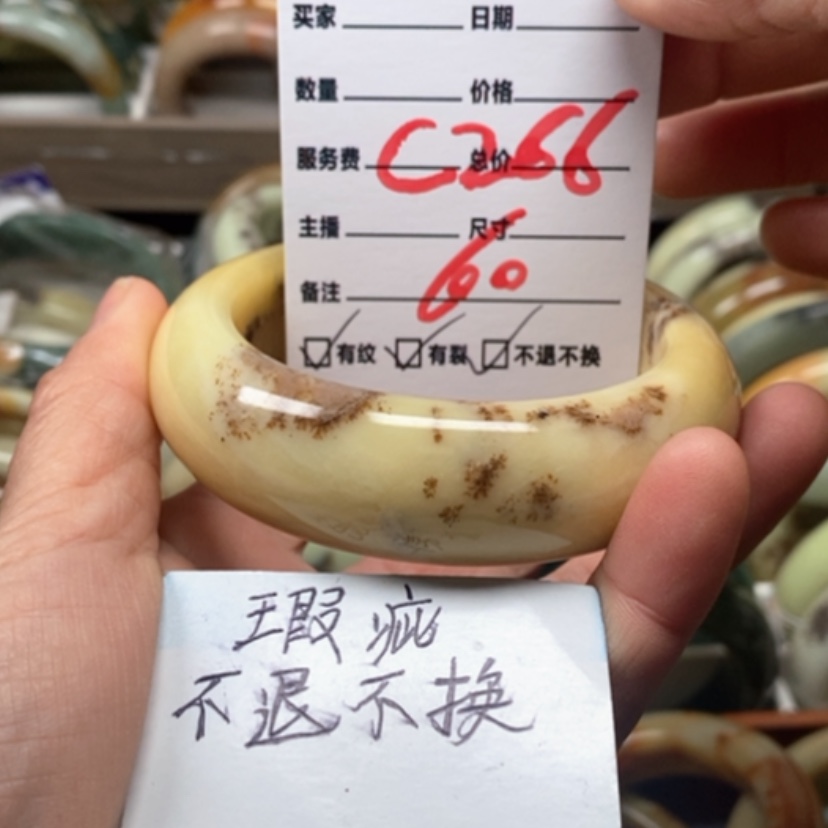 买家 日期
数量 价格
服务费 总价
C266
主播 尺寸
60
备注
有纹 有裂 不退不换
瑕疵
不退不换